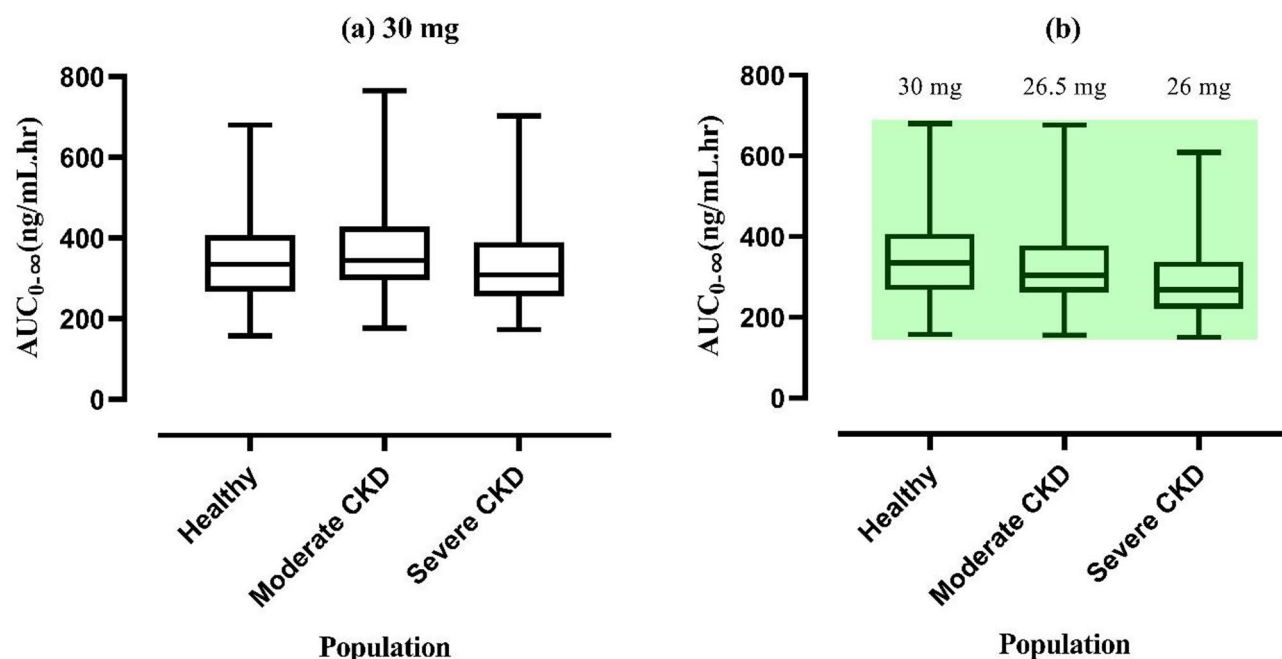 (a) 30 mg
AUC0-∞(ng/mL.hr)
800
600
400
200
0
Healthy
Moderate CKD
Severe CKD
Population
(b)
AUC0-∞(ng/mL.hr)
800
600
400
200
0
30 mg
26.5 mg
26 mg
Healthy
Moderate CKD
Severe CKD
Population